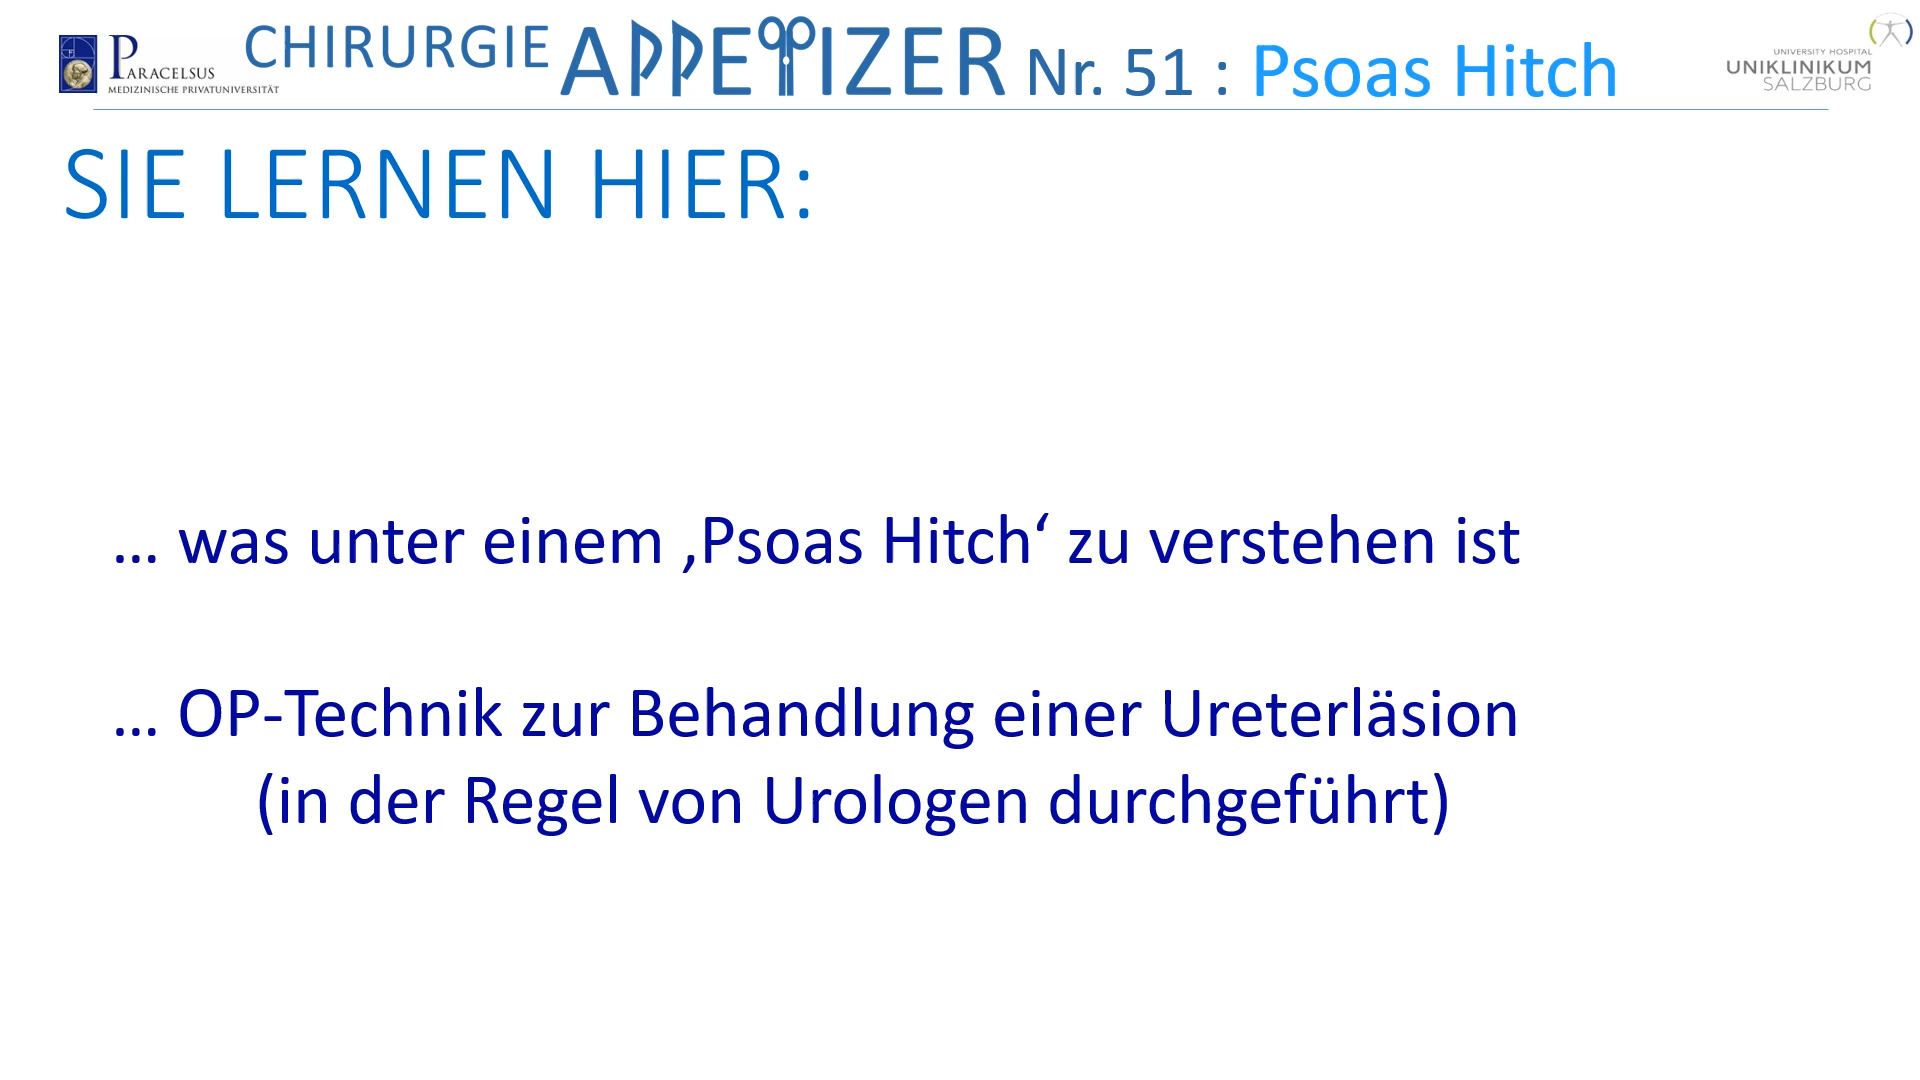 PARACELSUS
MEDIZINISCHE PRIVATUNIVERSITÄT
CHIRURGIE APPETIZER Nr. 51 : Psoas Hitch
UNIVERSITY HOSPITAL
UNIKLINIKUM
SALZBURG
SIE LERNEN HIER:
… was unter einem ‚Psoas Hitch‘ zu verstehen ist
… OP-Technik zur Behandlung einer Ureterläsion
(in der Regel von Urologen durchgeführt)